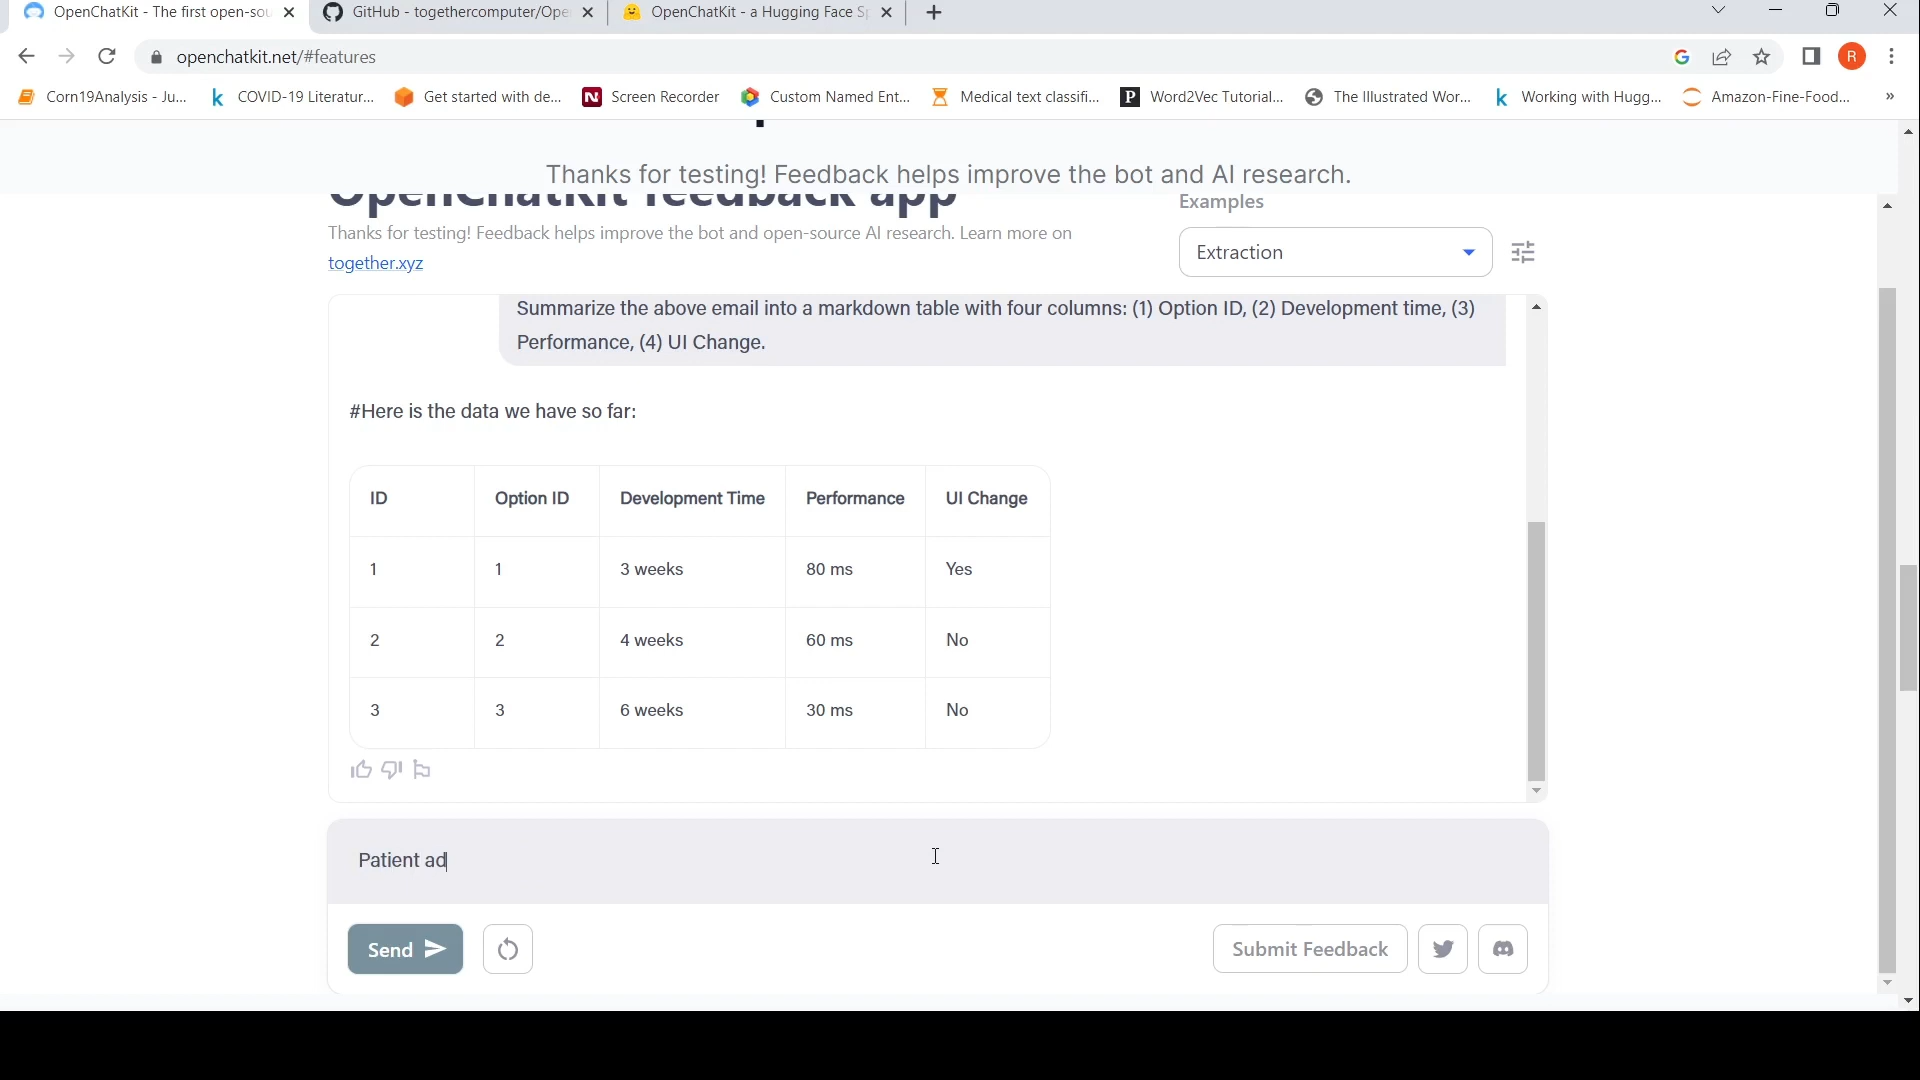 OpenChatKit - The first open-sou
GitHub - togethercomputer/Ope
OpenChatKit - a Hugging Face S
openchatkit.net/#features
R
Corn19Analysis - Ju...
COVID-19 Literatur...
Get started with de...
Screen Recorder
Custom Named Ent...
Medical text classifi...
Word2Vec Tutorial...
The Illustrated Wor...
Working with Hugg...
Amazon-Fine-Food...
»
Thanks for testing! Feedback helps improve the bot and AI research.
OpenChatKit feedback app
Thanks for testing! Feedback helps improve the bot and open-source AI research. Learn more on
together.xyz
Examples
Extraction
Summarize the above email into a markdown table with four columns: (1) Option ID, (2) Development time, (3)
Performance, (4) UI Change.
#Here is the data we have so far:
ID Option ID Development Time Performance UI Change
1 1 3 weeks 80 ms Yes
2 2 4 weeks 60 ms No
3 3 6 weeks 30 ms No
Patient ad
Send
Submit Feedback